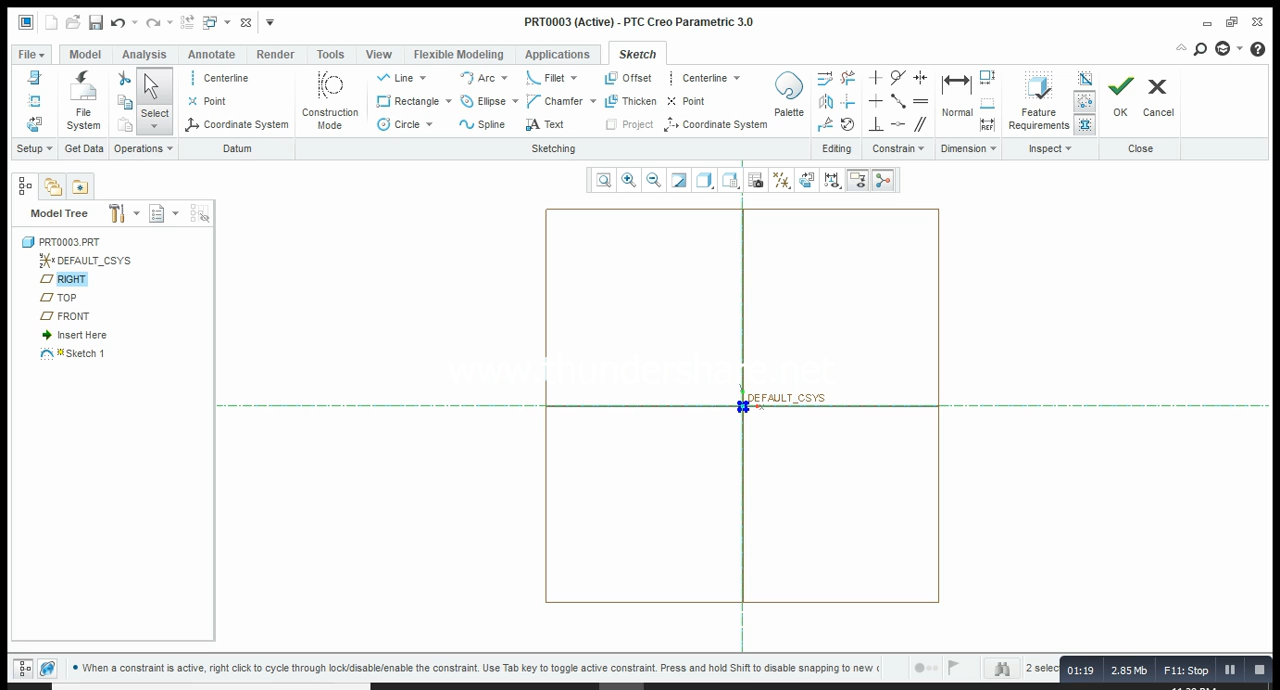 PRT0003 (Active) - PTC Creo Parametric 3.0
File Model Analysis Annotate Render Tools View Flexible Modeling Applications Sketch
Centerline Line Arc Fillet Offset Centerline
Point Rectangle Ellipse Chamfer Thicken Point
Coordinate System Circle Spline Text Project Coordinate System
File System
Select
Construction Mode
Palette
Normal
REF
Feature Requirements
OK Cancel
Setup Get Data Operations Datum Sketching Editing Constrain Dimension Inspect Close
Model Tree
PRT0003.PRT
DEFAULT_CSYS
RIGHT
TOP
FRONT
Insert Here
Sketch 1
DEFAULT_CSYS
When a constraint is active, right click to cycle through lock/disable/enable the constraint. Use Tab key to toggle active constraint. Press and hold Shift to disable snapping to new
2 selec
01:19 2.85 Mb F11: Stop